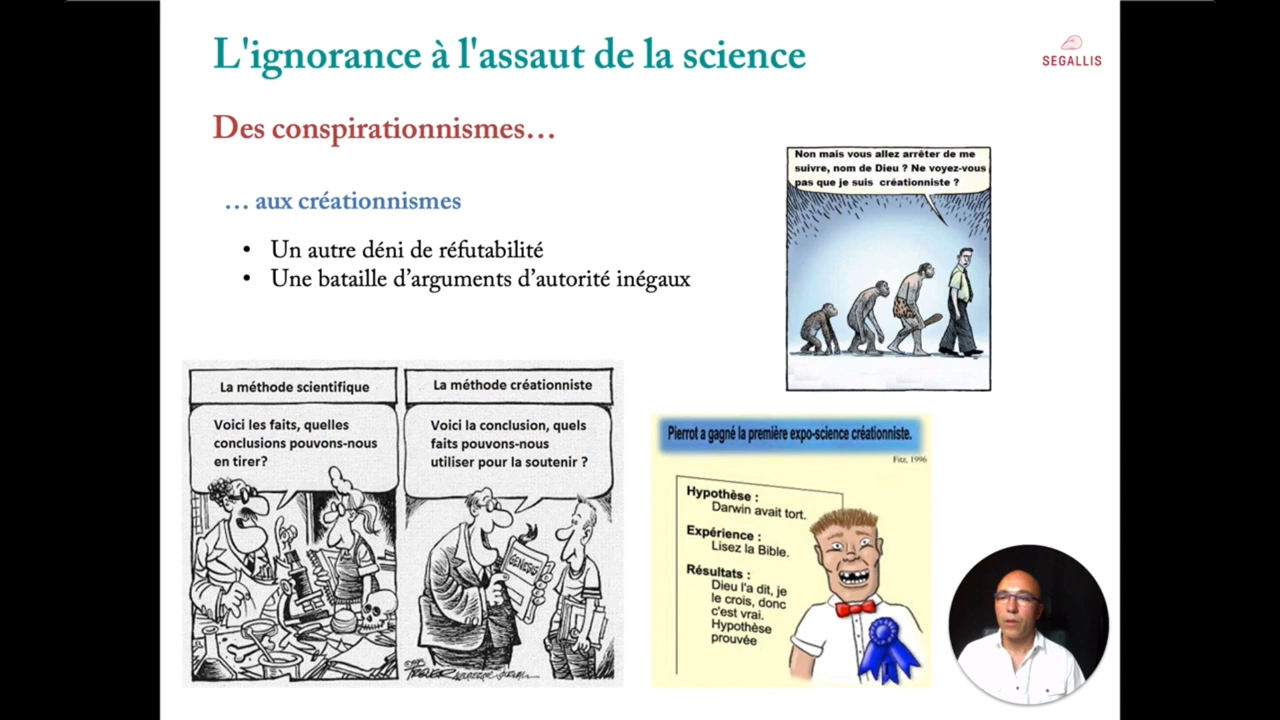 L'ignorance à l'assaut de la science
SEGALLIS
Des conspirationnismes…
… aux créationnismes
• Un autre déni de réfutabilité
• Une bataille d’arguments d’autorité inégaux
Non mais vous allez arrêter de me
suivre, nom de Dieu ? Ne voyez-vous
pas que je suis créationniste ?
La méthode scientifique
Voici les faits, quelles
conclusions pouvons-nous
en tirer?
La méthode créationniste
Voici la conclusion, quels
faits pouvons-nous
utiliser pour la soutenir ?
GENESIS
Pierrot a gagné la première expo-science créationniste.
Fitz, 1996
Hypothèse :
Darwin avait tort.
Expérience :
Lisez la Bible.
Résultats :
Dieu l'a dit, je
le crois, donc
c'est vrai.
Hypothèse
prouvée